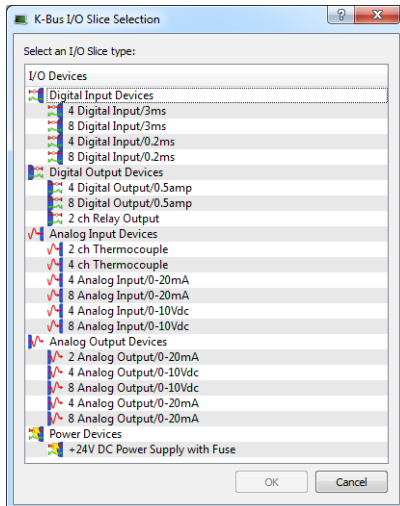 K-Bus I/O Slice Selection
Select an I/O Slice type:
I/O Devices
Digital Input Devices
4 Digital Input/3ms
8 Digital Input/3ms
4 Digital Input/0.2ms
8 Digital Input/0.2ms
Digital Output Devices
4 Digital Output/0.5amp
8 Digital Output/0.5amp
2 ch Relay Output
Analog Input Devices
2 ch Thermocouple
4 ch Thermocouple
4 Analog Input/0-20mA
8 Analog Input/0-20mA
4 Analog Input/0-10Vdc
8 Analog Input/0-10Vdc
Analog Output Devices
2 Analog Output/0-20mA
4 Analog Output/0-10Vdc
8 Analog Output/0-10Vdc
4 Analog Output/0-20mA
8 Analog Output/0-20mA
Power Devices
+24V DC Power Supply with Fuse
OK Cancel